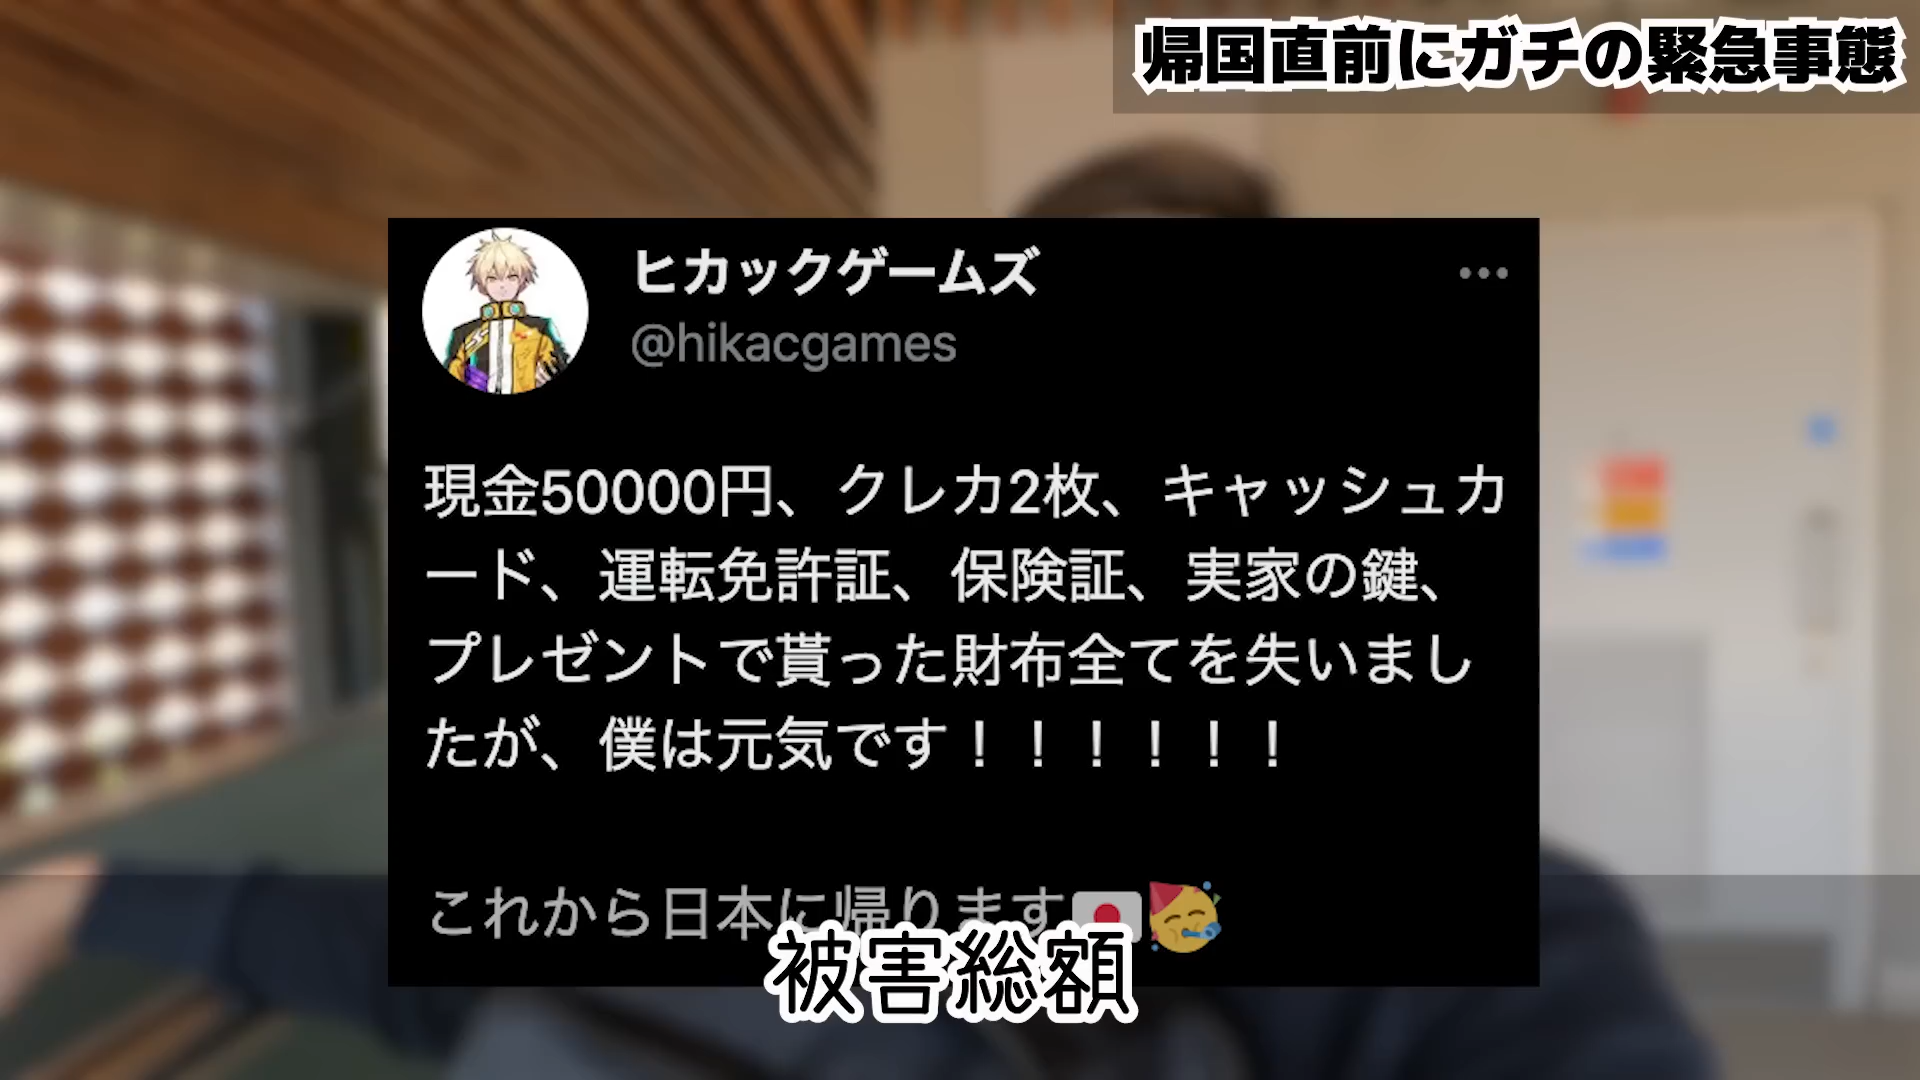 帰国直前にガチの緊急事態
ヒカックゲームズ
@hikacgames
現金50000円、クレカ2枚、キャッシュカ
ード、運転免許証、保険証、実家の鍵、
プレゼントで貰った財布全てを失いまし
たが、僕は元気です！！！！！！
これから日本に帰ります🇯🇵🥳
被害総額